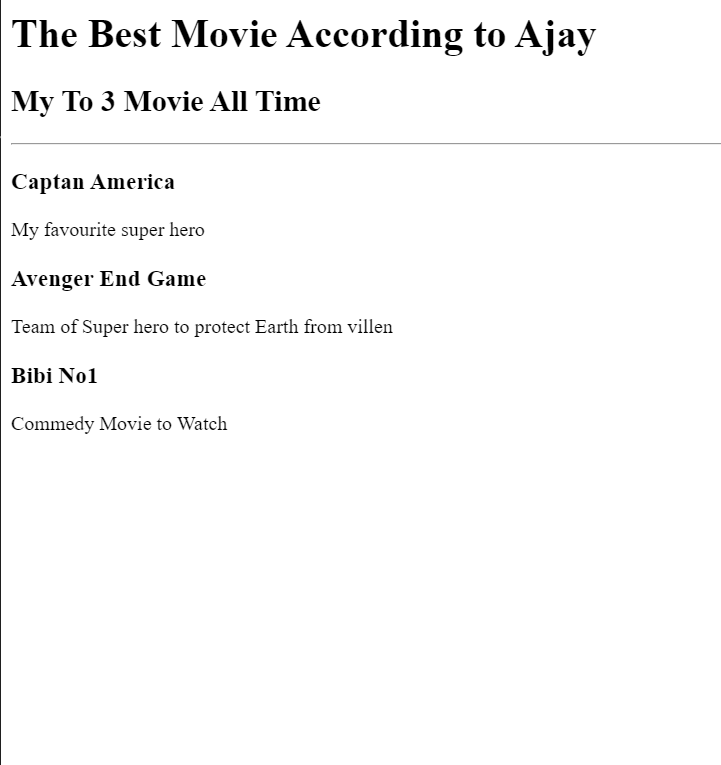 The Best Movie According to Ajay
My To 3 Movie All Time
Captan America
My favourite super hero
Avenger End Game
Team of Super hero to protect Earth from villen
Bibi No1
Commedy Movie to Watch